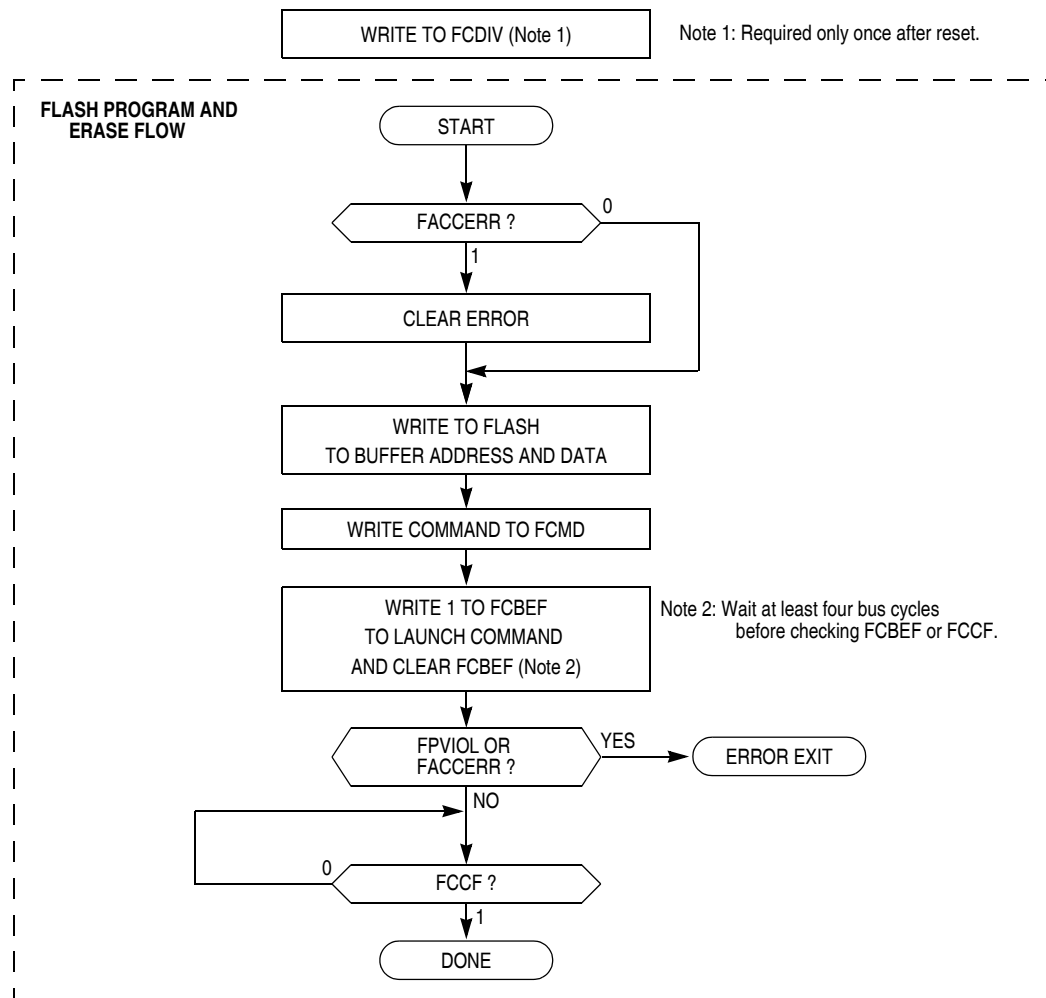 WRITE TO FCDIV (Note 1)
Note 1: Required only once after reset.
FLASH PROGRAM AND
ERASE FLOW
START
FACCERR ?
0
1
CLEAR ERROR
WRITE TO FLASH
TO BUFFER ADDRESS AND DATA
WRITE COMMAND TO FCMD
WRITE 1 TO FCBEF
TO LAUNCH COMMAND
AND CLEAR FCBEF (Note 2)
Note 2: Wait at least four bus cycles
before checking FCBEF or FCCF.
FPVIOL OR
FACCERR ?
YES
ERROR EXIT
NO
0
FCCF ?
1
DONE